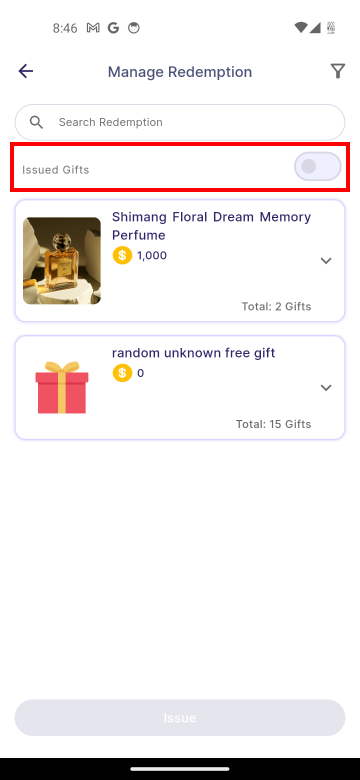 8:46
Manage Redemption
Search Redemption
Issued Gifts
Shimang Floral Dream Memory
Perfume
$ 1,000
Total: 2 Gifts
random unknown free gift
$ 0
Total: 15 Gifts
Issue